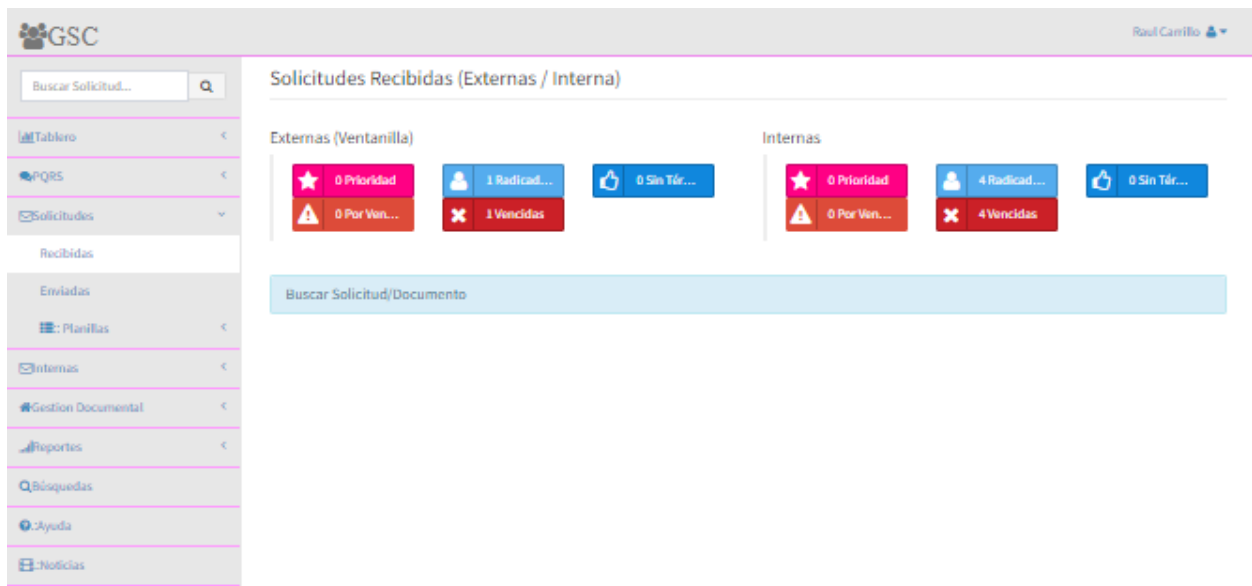 GSC
Raul Carrillo
Buscar Solicitud...
Tablero
PQRS
Solicitudes
Recibidas
Enviadas
:: Planillas
Internas
Gestion Documental
Reportes
Búsquedas
.:Ayuda
.:Noticias
Solicitudes Recibidas (Externas / Interna)
Externas (Ventanilla)
0 Prioridad
1 Radicad...
0 Sin Tér...
0 Por Ven...
1 Vencidas
Internas
0 Prioridad
4 Radicad...
0 Sin Tér...
0 Por Ven...
4 Vencidas
Buscar Solicitud/Documento